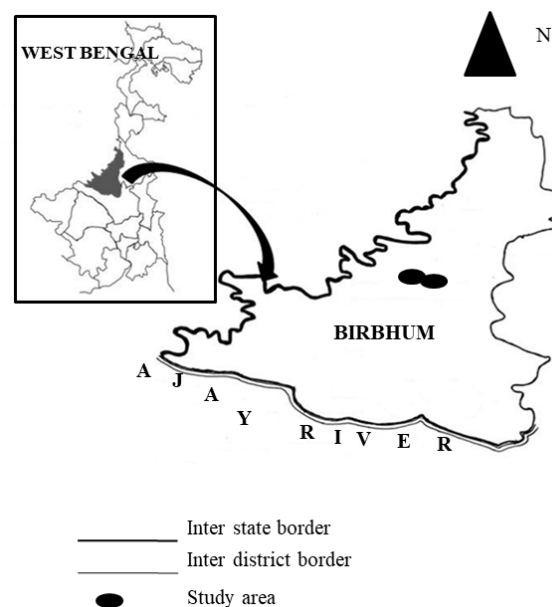 WEST BENGAL
N
BIRBHUM
A J A Y R I V E R
Inter state border
Inter district border
Study area